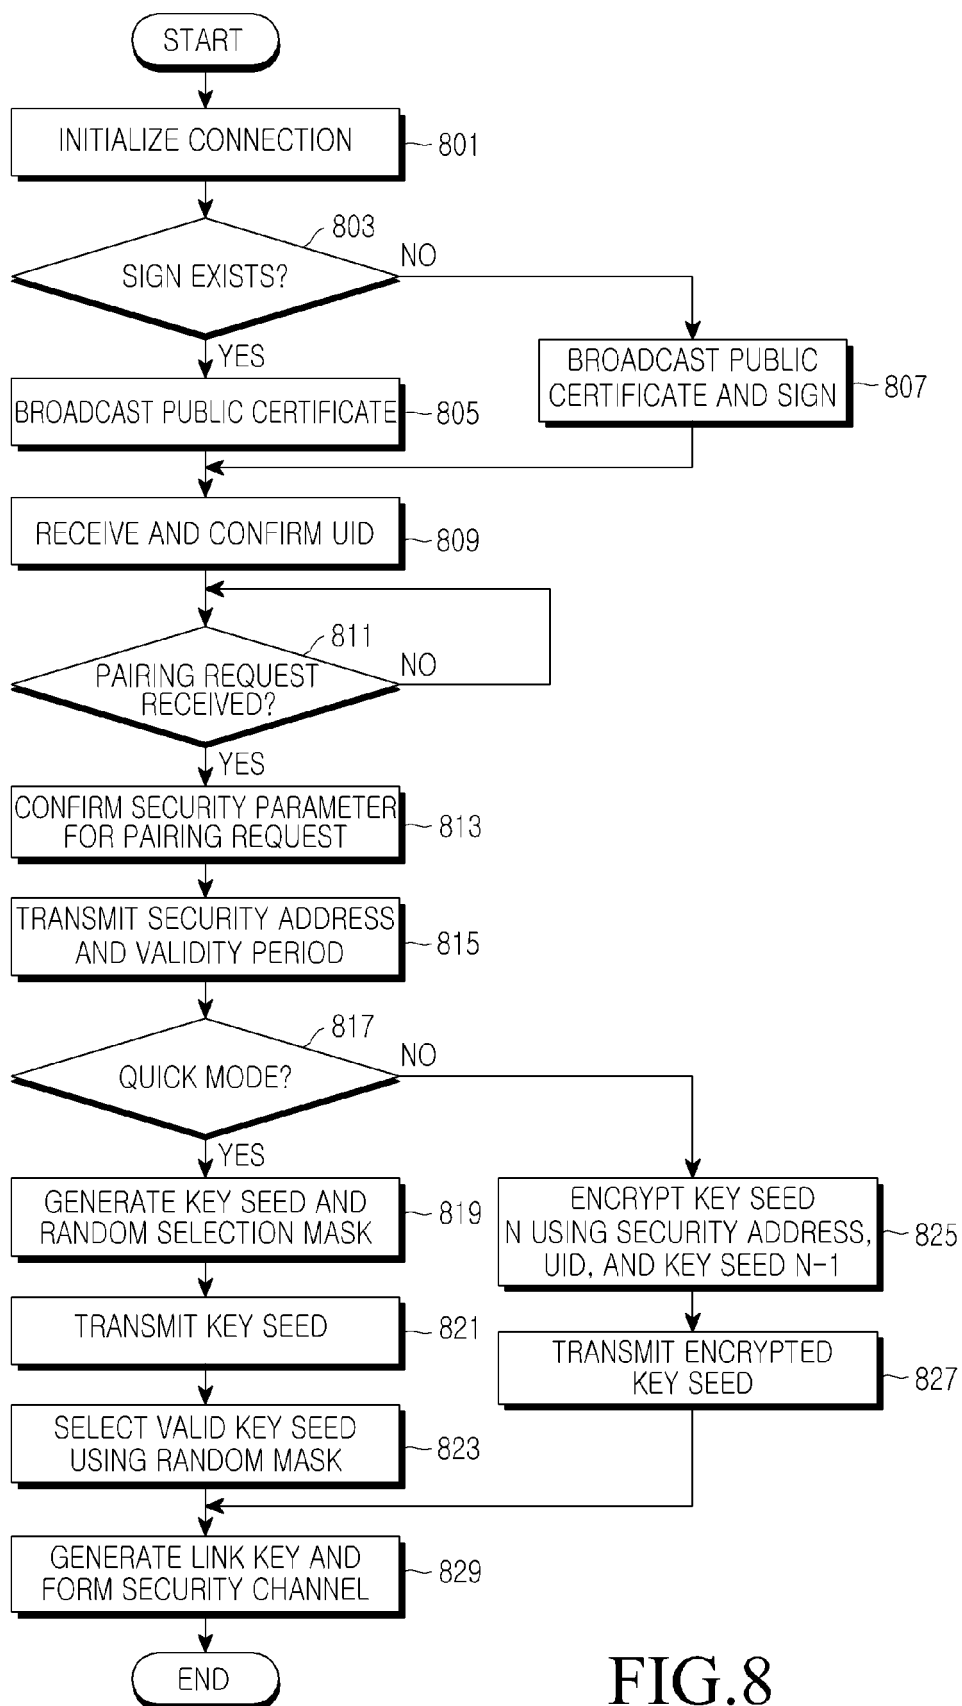 START
INITIALIZE CONNECTION
801
803
SIGN EXISTS?
NO
YES
BROADCAST PUBLIC CERTIFICATE
805
BROADCAST PUBLIC
CERTIFICATE AND SIGN
807
RECEIVE AND CONFIRM UID
809
811
PAIRING REQUEST
RECEIVED?
NO
YES
CONFIRM SECURITY PARAMETER
FOR PAIRING REQUEST
813
TRANSMIT SECURITY ADDRESS
AND VALIDITY PERIOD
815
817
QUICK MODE?
NO
YES
GENERATE KEY SEED AND
RANDOM SELECTION MASK
819
ENCRYPT KEY SEED
N USING SECURITY ADDRESS,
UID, AND KEY SEED N-1
825
TRANSMIT KEY SEED
821
TRANSMIT ENCRYPTED
KEY SEED
827
SELECT VALID KEY SEED
USING RANDOM MASK
823
GENERATE LINK KEY AND
FORM SECURITY CHANNEL
829
END
FIG.8